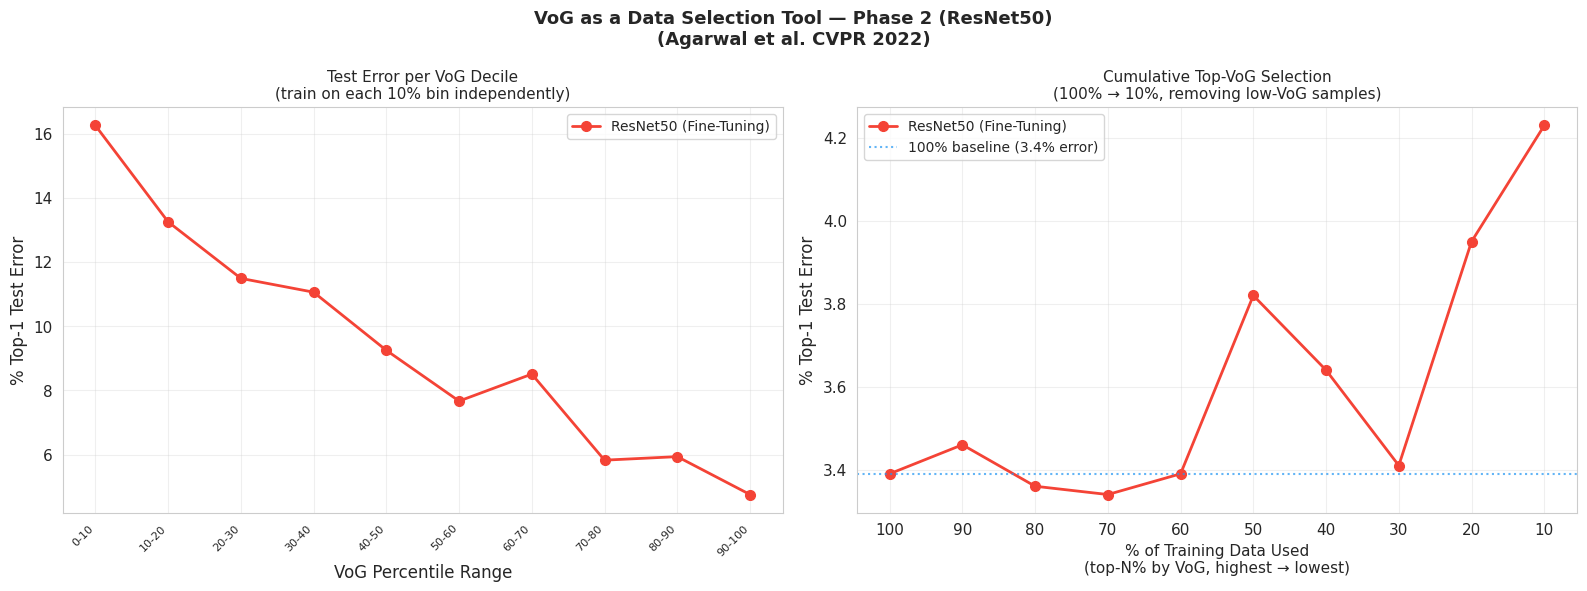 VoG as a Data Selection Tool — Phase 2 (ResNet50)
(Agarwal et al. CVPR 2022)
Test Error per VoG Decile
(train on each 10% bin independently)
ResNet50 (Fine-Tuning)
% Top-1 Test Error
16
14
12
10
8
6
0-10
10-20
20-30
30-40
40-50
50-60
60-70
70-80
80-90
90-100
VoG Percentile Range
Cumulative Top-VoG Selection
(100% → 10%, removing low-VoG samples)
ResNet50 (Fine-Tuning)
100% baseline (3.4% error)
% Top-1 Test Error
4.2
4.0
3.8
3.6
3.4
100
90
80
70
60
50
40
30
20
10
% of Training Data Used
(top-N% by VoG, highest → lowest)